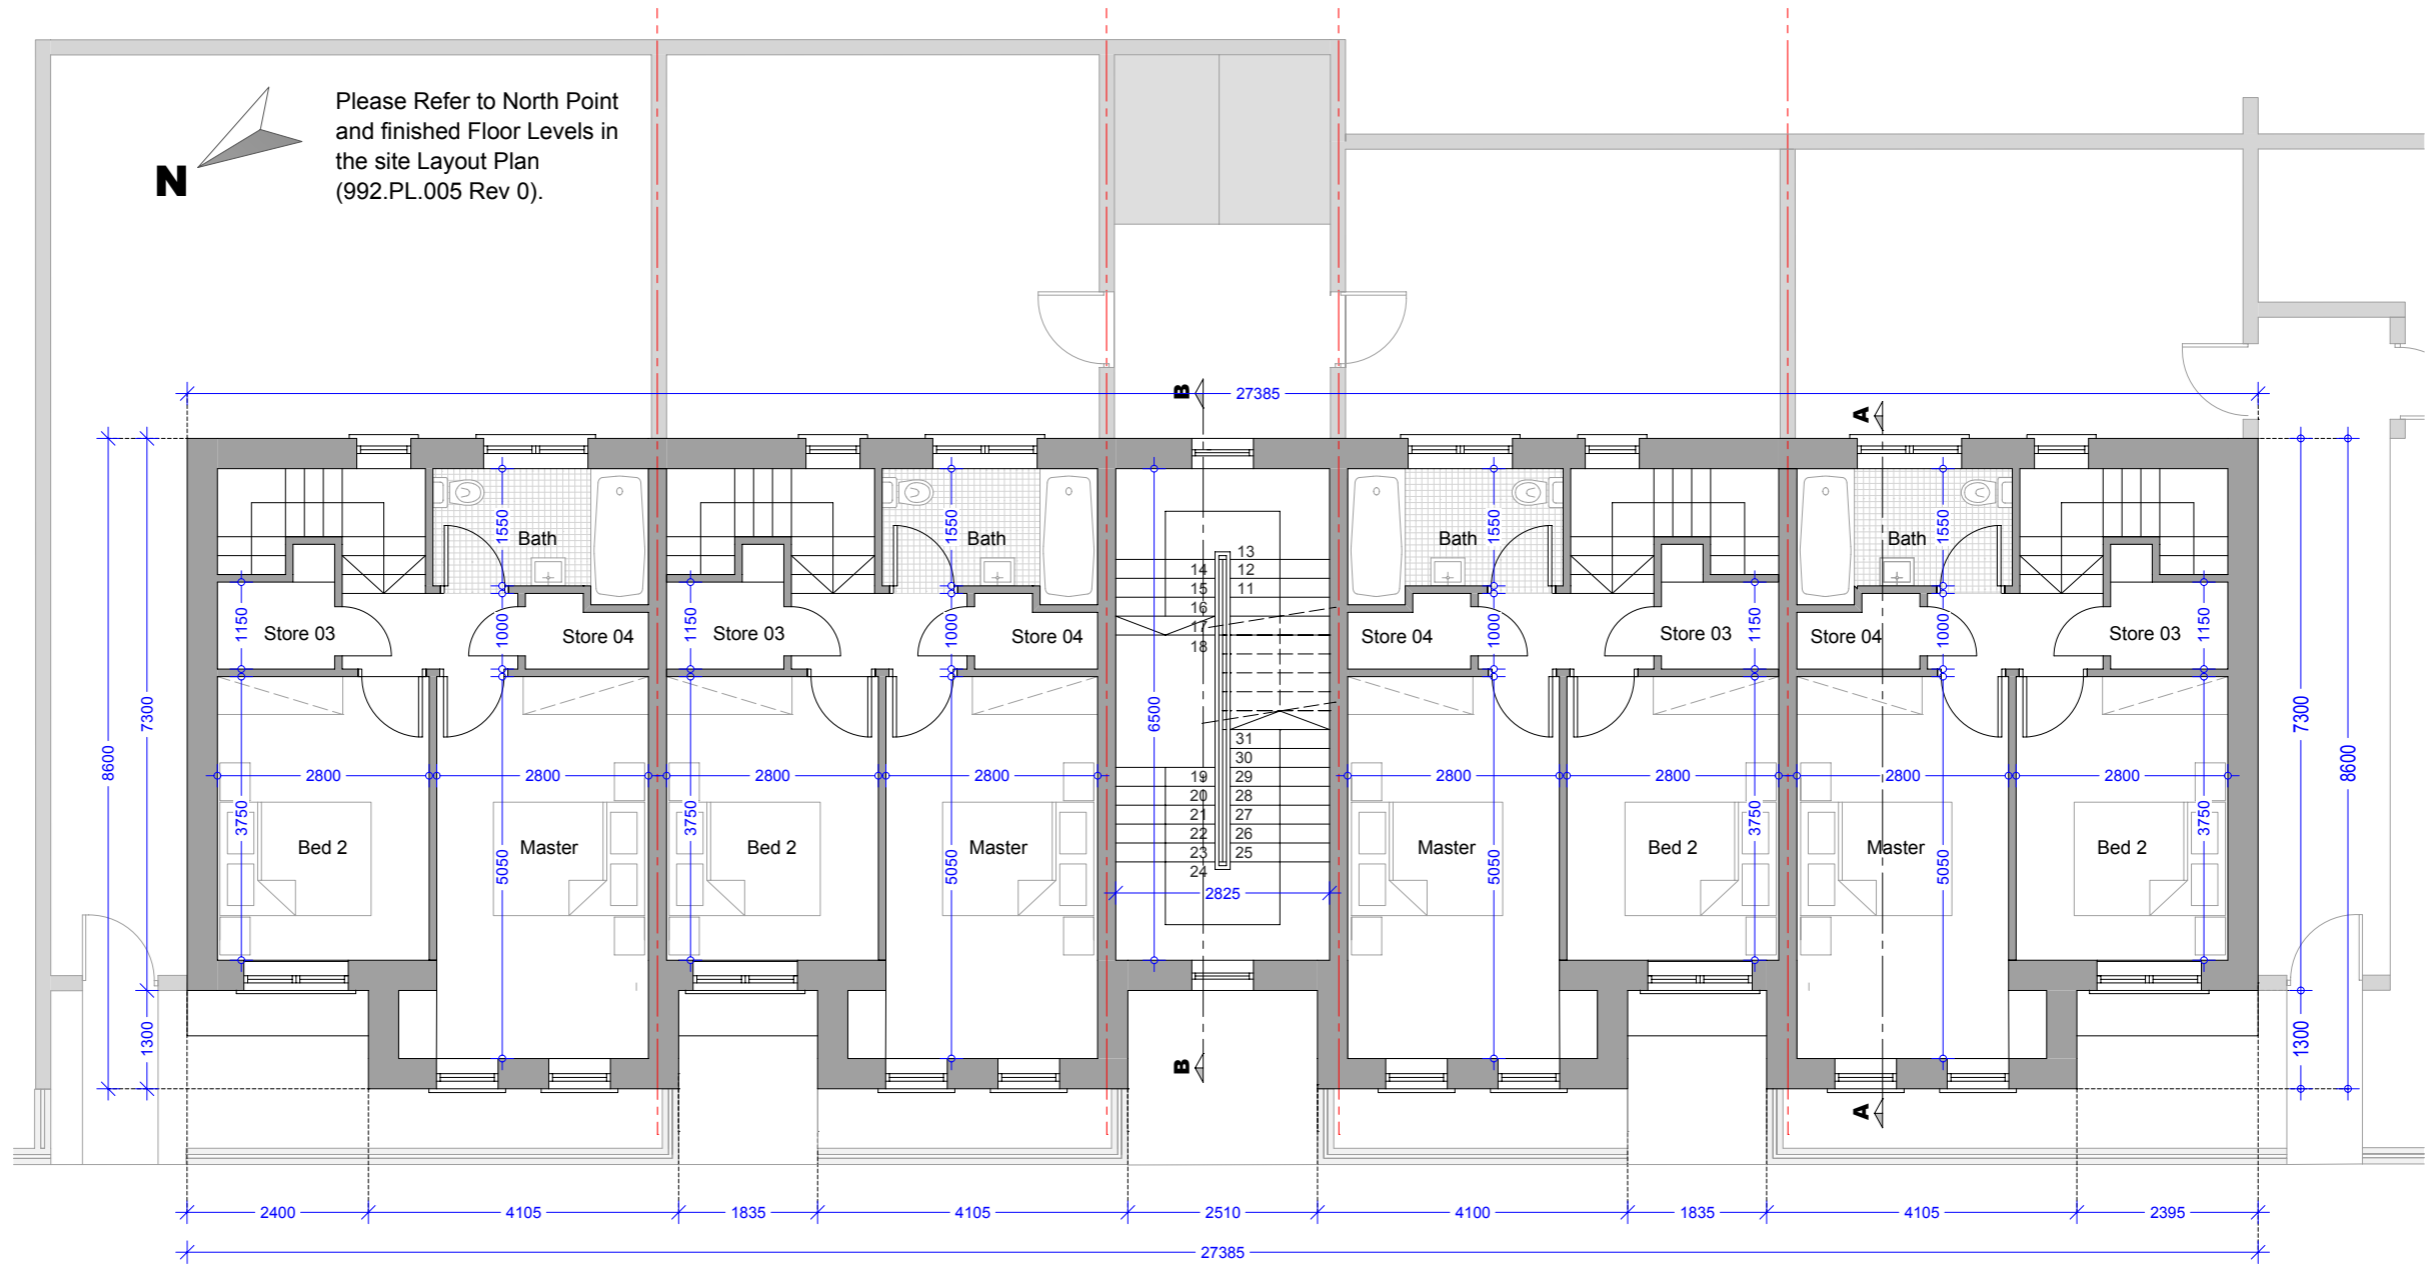 Please Refer to North Point
and finished Floor Levels in
the site Layout Plan
(992.PL.005 Rev 0).
N
B
27385
A
8600
7300
1550
Bath
1550
Bath
6500
13
14 12
15 11
16
17
18
Bath
1550
Bath
1550
7300
8600
1150
Store 03
1000
Store 04
1150
Store 03
1000
Store 04
Store 04
1000
Store 03
1150
Store 04
1000
Store 03
1150
31
30
19 29
20 28
21 27
22 26
23 25
24
2800
2800
2800
2800
2800
2800
2800
2800
3750
Bed 2
5050
Master
3750
Bed 2
5050
Master
2825
Master
5050
Bed 2
3750
Master
5050
Bed 2
3750
1300
B
A
1300
2400
4105
1835
4105
2510
4100
1835
4105
2395
27385